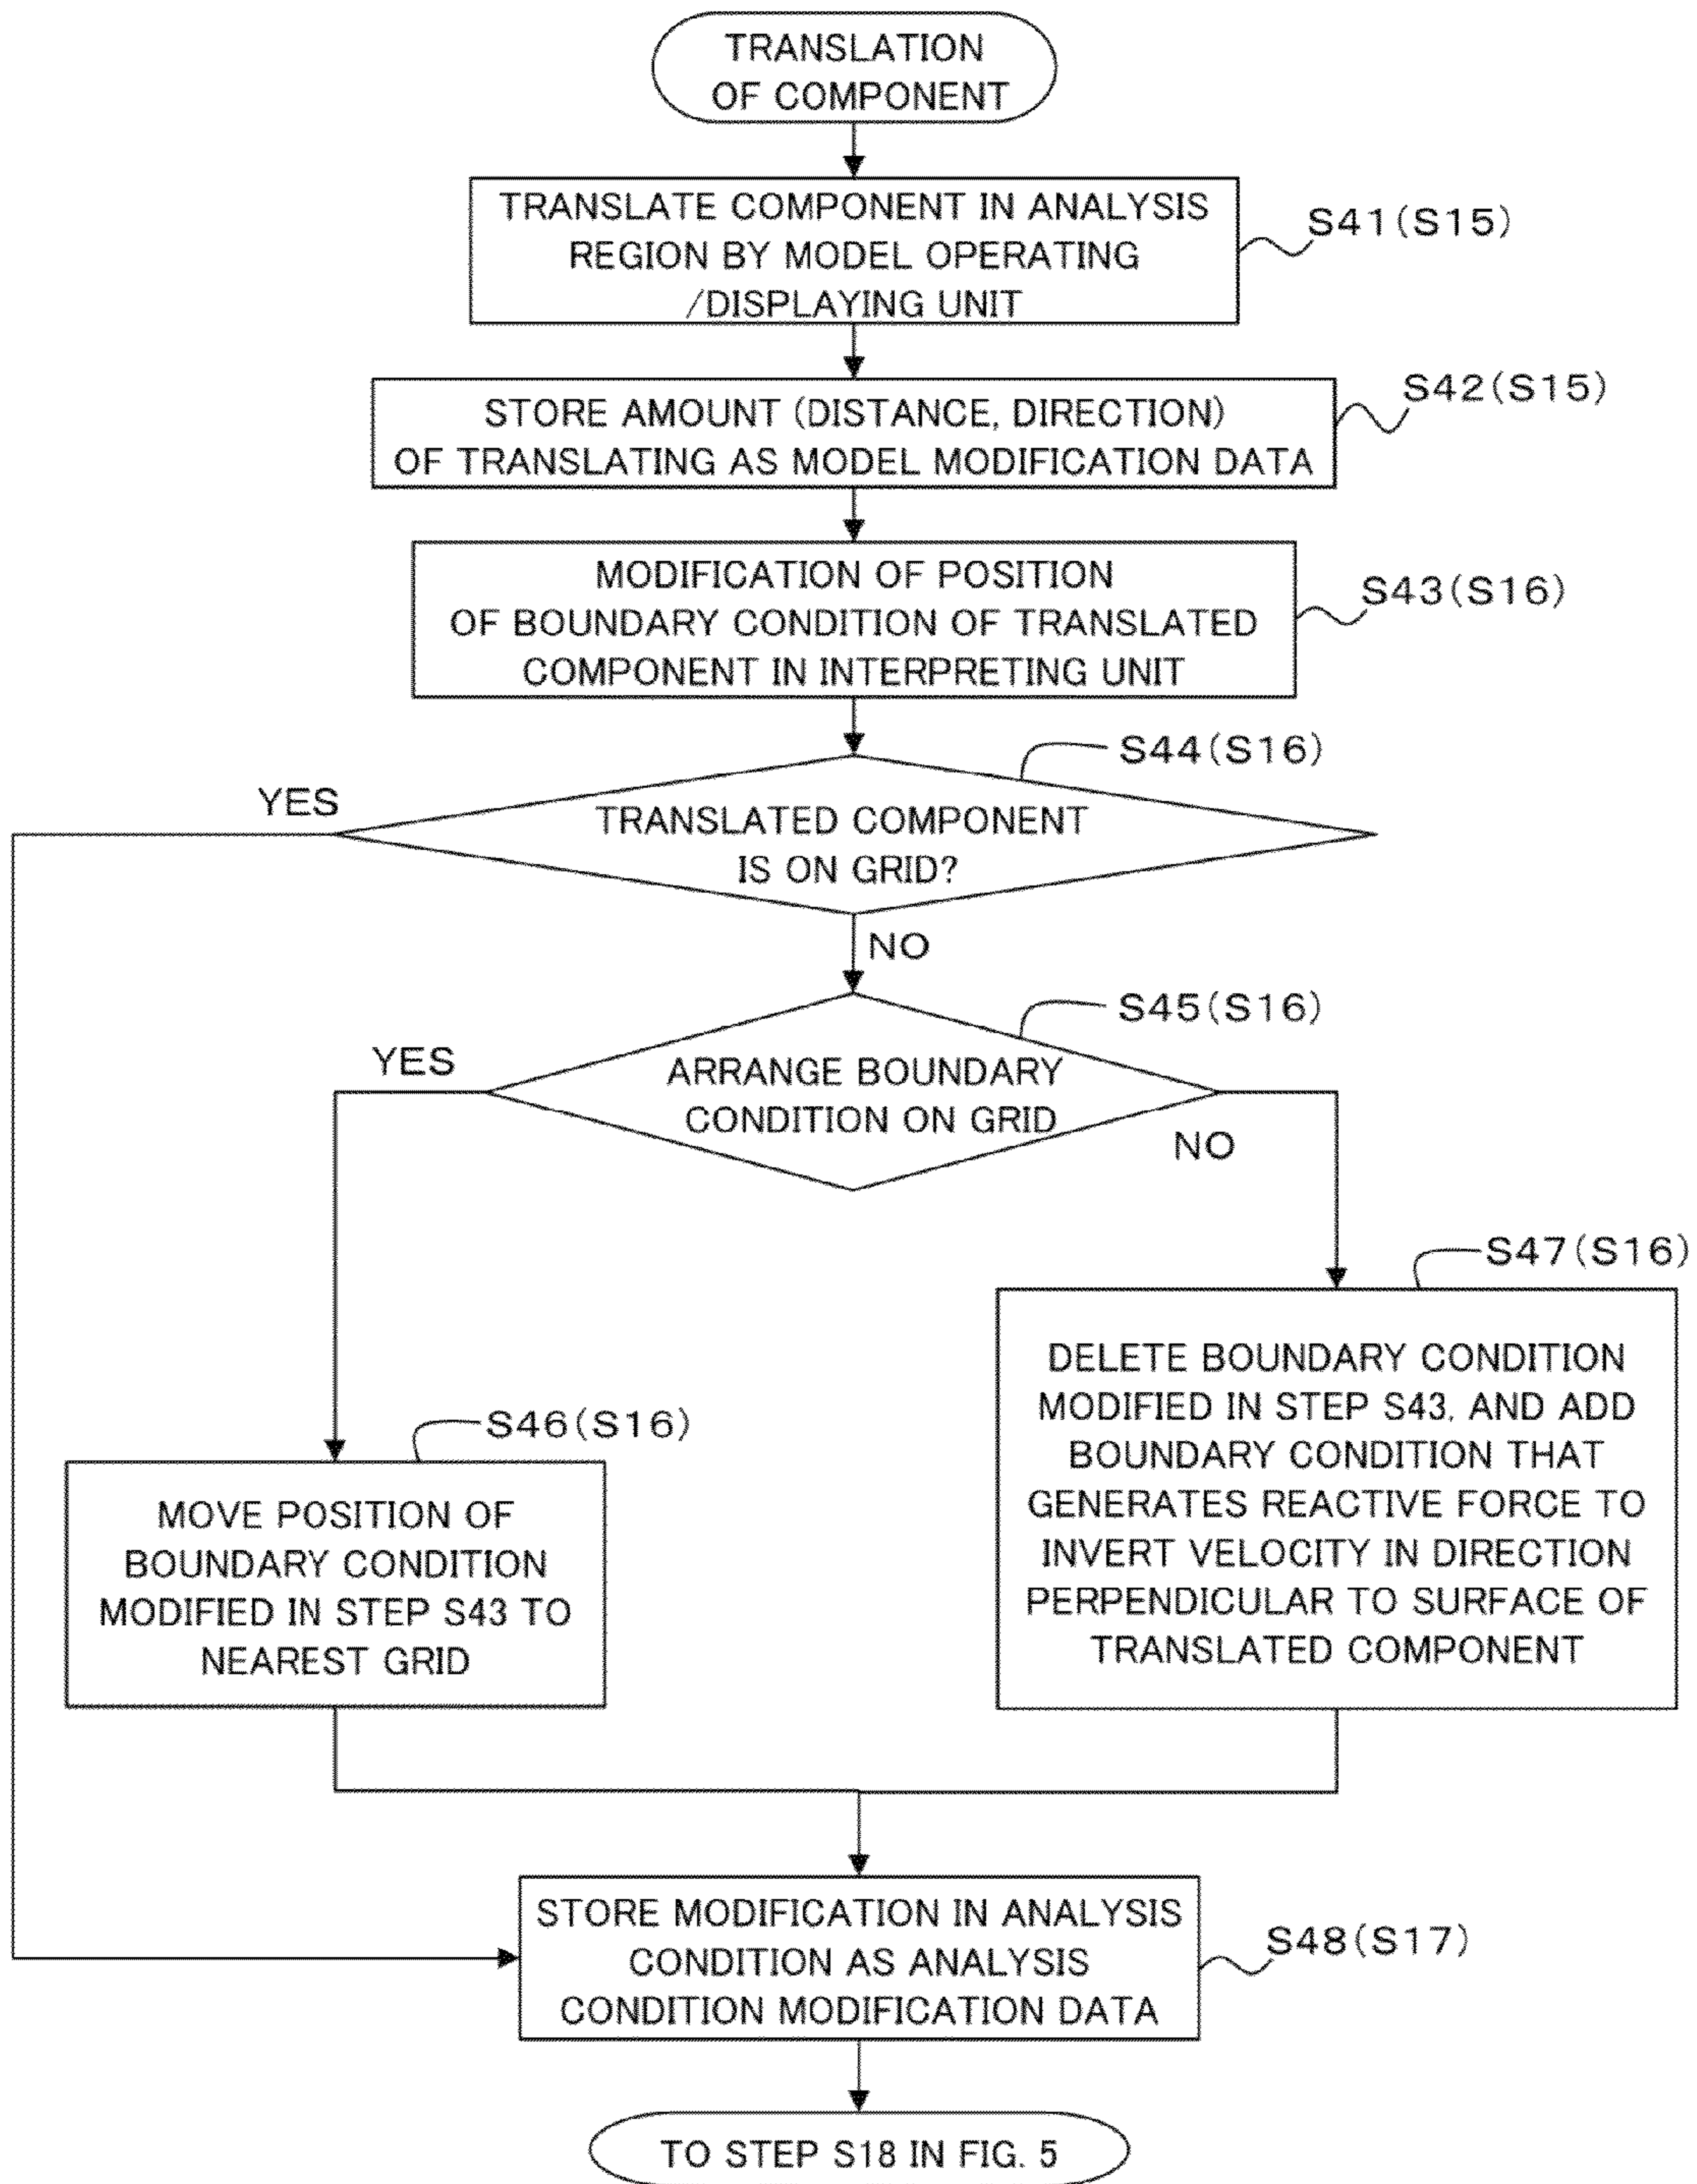 TRANSLATION
OF COMPONENT
TRANSLATE COMPONENT IN ANALYSIS
REGION BY MODEL OPERATING
/DISPLAYING UNIT
S41(S15)
STORE AMOUNT (DISTANCE, DIRECTION)
OF TRANSLATING AS MODEL MODIFICATION DATA
S42(S15)
MODIFICATION OF POSITION
OF BOUNDARY CONDITION OF TRANSLATED
COMPONENT IN INTERPRETING UNIT
S43(S16)
S44(S16)
YES
TRANSLATED COMPONENT
IS ON GRID?
NO
S45(S16)
YES
ARRANGE BOUNDARY
CONDITION ON GRID
NO
S46(S16)
MOVE POSITION OF
BOUNDARY CONDITION
MODIFIED IN STEP S43 TO
NEAREST GRID
S47(S16)
DELETE BOUNDARY CONDITION
MODIFIED IN STEP S43, AND ADD
BOUNDARY CONDITION THAT
GENERATES REACTIVE FORCE TO
INVERT VELOCITY IN DIRECTION
PERPENDICULAR TO SURFACE OF
TRANSLATED COMPONENT
STORE MODIFICATION IN ANALYSIS
CONDITION AS ANALYSIS
CONDITION MODIFICATION DATA
S48(S17)
TO STEP S18 IN FIG. 5